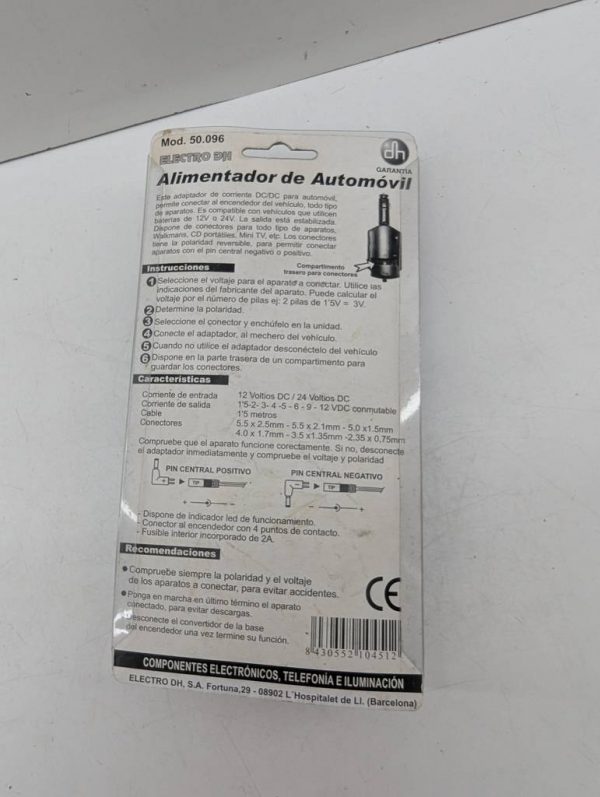 Mod. 50.096
ELECTRO DH
dh
GARANTÍA
Alimentador de Automóvil
Este adaptador de corriente DC/DC para automóvil,
permite conectar al encendedor del vehículo, todo tipo
de aparatos. Es compatible con vehículos que utilicen
baterías de 12V o 24V. La salida está estabilizada.
Dispone de conectores para todo tipo de aparatos,
Walkmans, CD portátiles, Mini TV, etc. Los conectores
tiene la polaridad reversible, para permitir conectar
aparatos con el pin central negativo o positivo.
Compartimento
trasero para conectores
Instrucciones
1 Seleccione el voltaje para el aparato a conectar. Utilice las
indicaciones del fabricante del aparato. Puede calcular el
voltaje por el número de pilas ej: 2 pilas de 1'5V = 3V.
2 Determine la polaridad.
3 Seleccione el conector y enchúfelo en la unidad.
4 Conecte el adaptador, al mechero del vehículo.
5 Cuando no utilice el adaptador desconéctelo del vehículo
6 Dispone en la parte trasera de un compartimento para
guardar los conectores.
Características
Corriente de entrada 12 Voltios DC / 24 Voltios DC
Corriente de salida 1'5-2- 3- 4 -5 - 6 - 9 - 12 VDC conmutable
Cable 1'5 metros
Conectores 5.5 x 2.5mm - 5.5 x 2.1mm - 5.0 x1.5mm
4.0 x 1.7mm - 3.5 x1.35mm -2.35 x 0,75mm
Compruebe que el aparato funcione correctamente. Si no, desconecte
el adaptador inmediatamente y compruebe el voltaje y polaridad
PIN CENTRAL POSITIVO PIN CENTRAL NEGATIVO
TIP TIP
- Dispone de indicador led de funcionamiento.
- Conector al encendedor con 4 puntos de contacto.
- Fusible interior incorporado de 2A.
Recomendaciones
• Compruebe siempre la polaridad y el voltaje
de los aparatos a conectar, para evitar accidentes.
• Ponga en marcha en último término el aparato
conectado, para evitar descargas.
Desconecte el convertidor de la base
del encendedor una vez termine su función.
CE
8 430552 104512
COMPONENTES ELECTRÓNICOS, TELEFONÍA E ILUMINACIÓN
ELECTRO DH, S.A. Fortuna,29 - 08902 L´Hospitalet de Ll. (Barcelona)